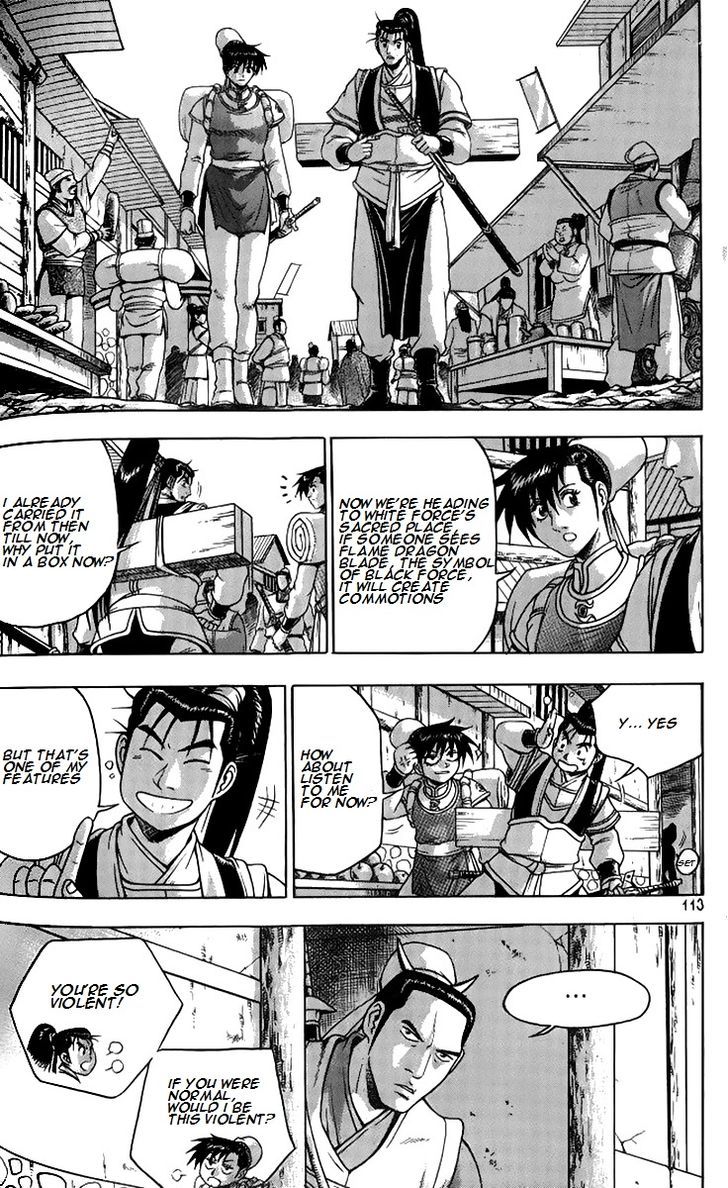 NOW WE'RE HEADING
TO WHITE FORCE'S
SACRED PLACE
IF SOMEONE SEES
FLAME DRAGON
BLADE, THE SYMBOL
OF BLACK FORCE,
IT WILL CREATE
COMMOTIONS
I ALREADY
CARRIED IT
FROM THEN
TILL NOW,
WHY PUT IT
IN A BOX NOW?
Y... YES
HOW
ABOUT
LISTEN
TO ME
FOR NOW?
SET
BUT THAT'S
ONE OF MY
FEATURES
113
...
YOU'RE SO
VIOLENT!
IF YOU WERE
NORMAL,
WOULD I BE
THIS VIOLENT?